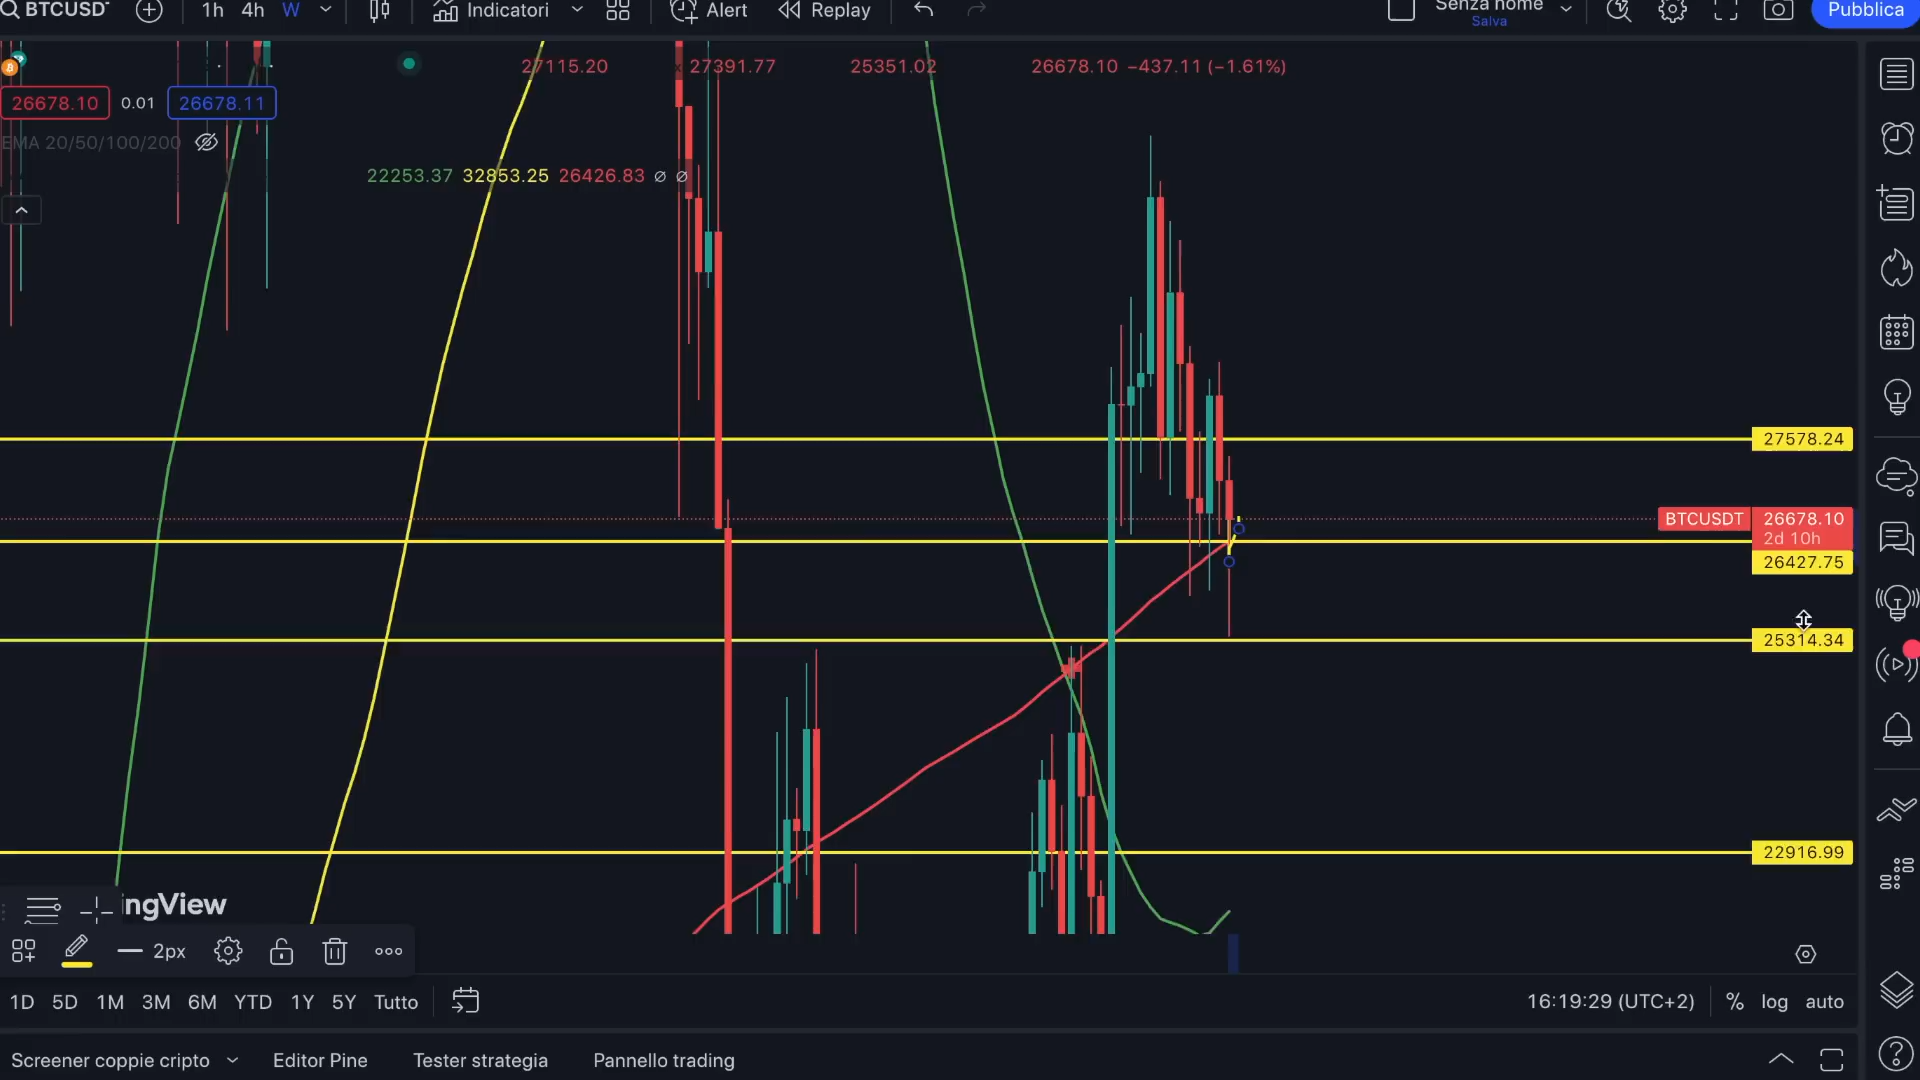 BTCUSD
1h 4h W
Indicatori
Alert
Replay
Senza nome
Salva
Pubblica
27115.20 27391.77 25351.02 26678.10 −437.11 (−1.61%)
26678.10 0.01 26678.11
EMA 20/50/100/200
22253.37 32853.25 26426.83 ∅ ∅
27578.24
BTCUSDT 26678.10
2d 10h
26427.75
25314.34
22916.99
ingView
2px
1D 5D 1M 3M 6M YTD 1Y 5Y Tutto
16:19:29 (UTC+2) % log auto
Screener coppie cripto Editor Pine Tester strategia Pannello trading